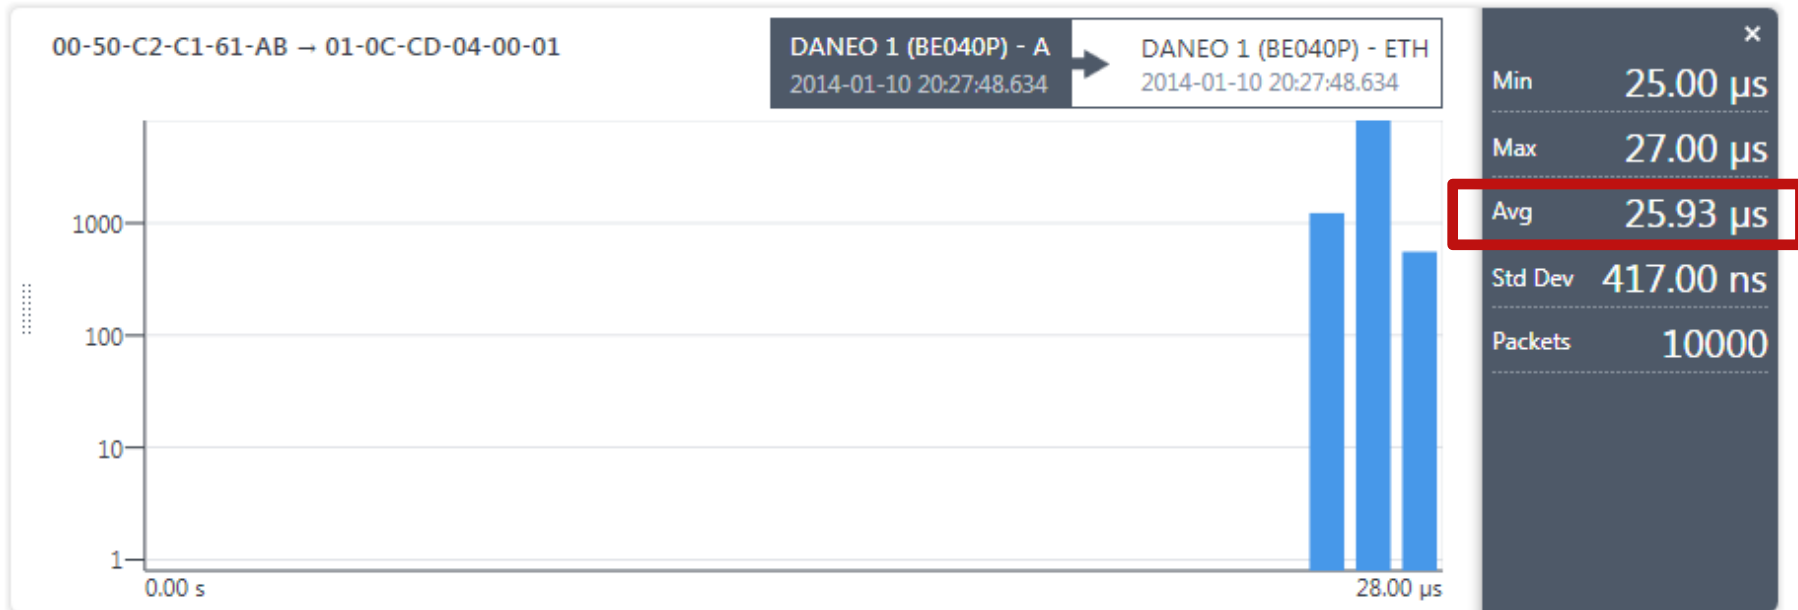 00-50-C2-C1-61-AB → 01-0C-CD-04-00-01
DANEO 1 (BE040P) - A
2014-01-10 20:27:48.634
DANEO 1 (BE040P) - ETH
2014-01-10 20:27:48.634
1000
100
10
1
0.00 s
28.00 µs
×
Min 25.00 µs
Max 27.00 µs
Avg 25.93 µs
Std Dev 417.00 ns
Packets 10000